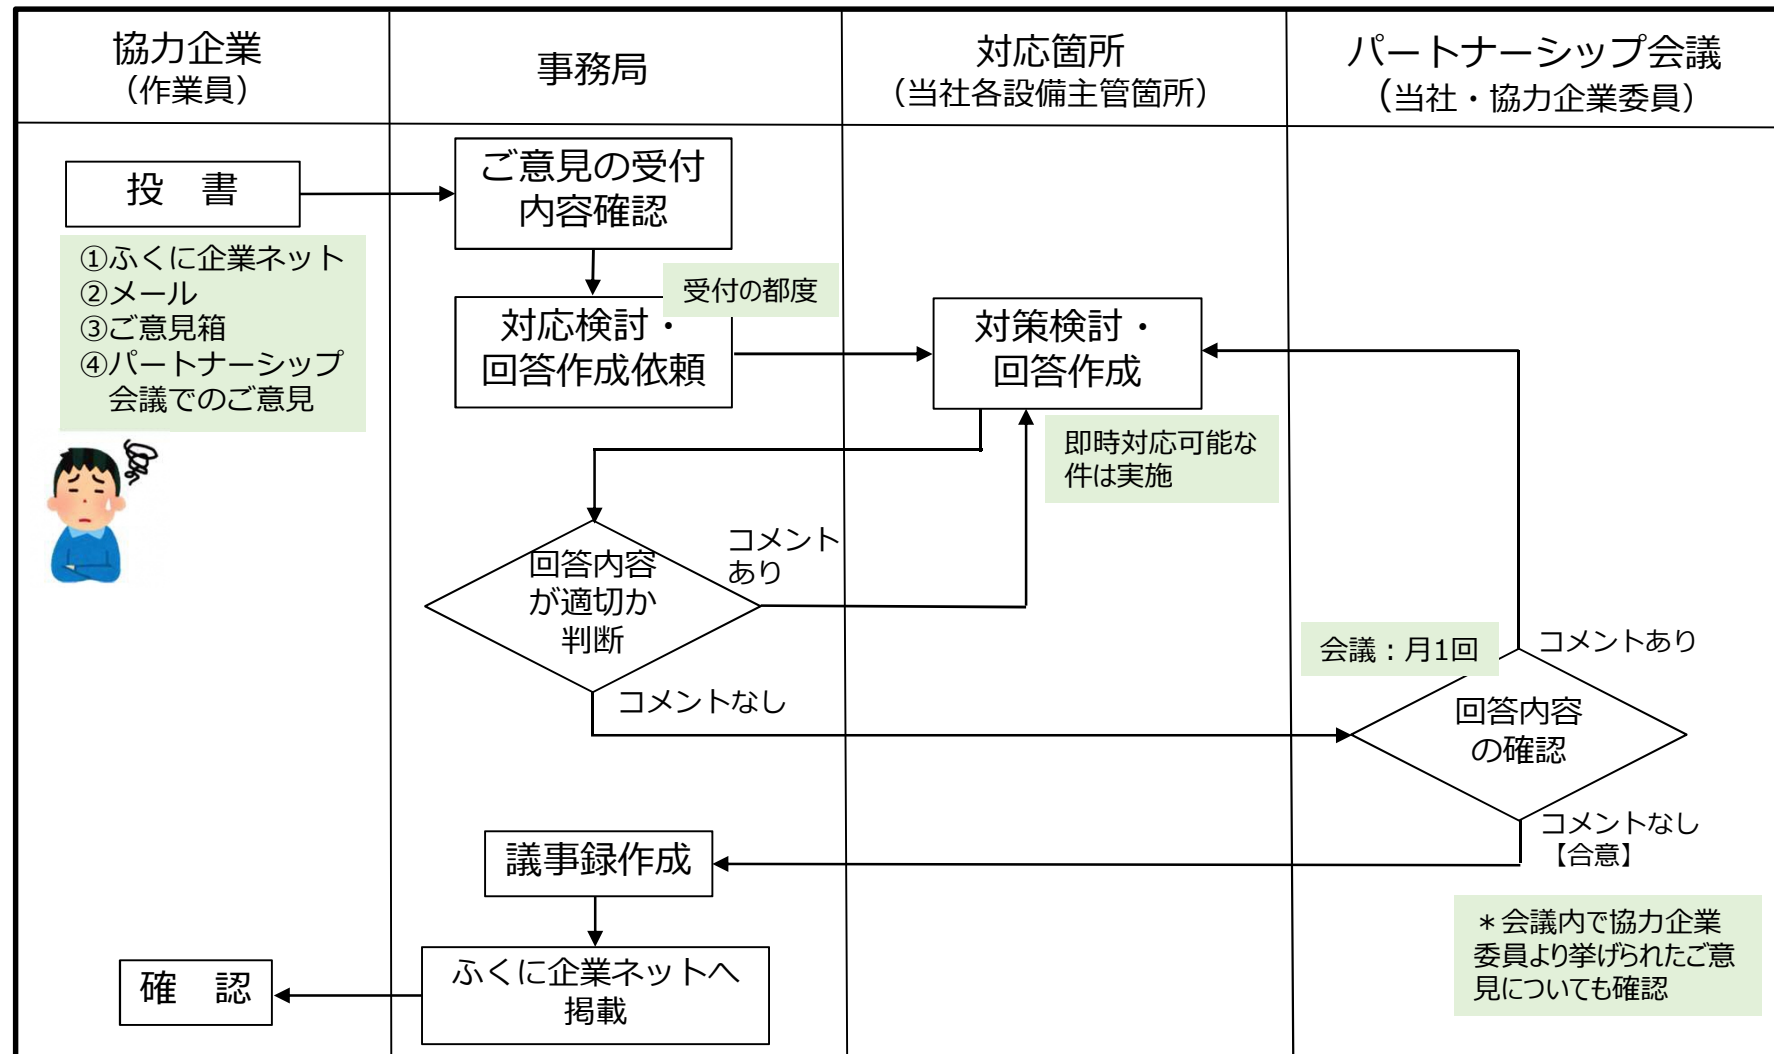 協力企業
（作業員）
事務局
対応箇所
（当社各設備主管箇所）
パートナーシップ会議
（当社・協力企業委員）
投　書
①ふくに企業ネット
②メール
③ご意見箱
④パートナーシップ
会議でのご意見
ご意見の受付
内容確認
受付の都度
対応検討・
回答作成依頼
対策検討・
回答作成
即時対応可能な
件は実施
回答内容
が適切か
判断
コメント
あり
コメントなし
会議：月1回
コメントあり
回答内容
の確認
コメントなし
【合意】
議事録作成
＊会議内で協力企業
委員より挙げられたご意
見についても確認
ふくに企業ネットへ
掲載
確　認